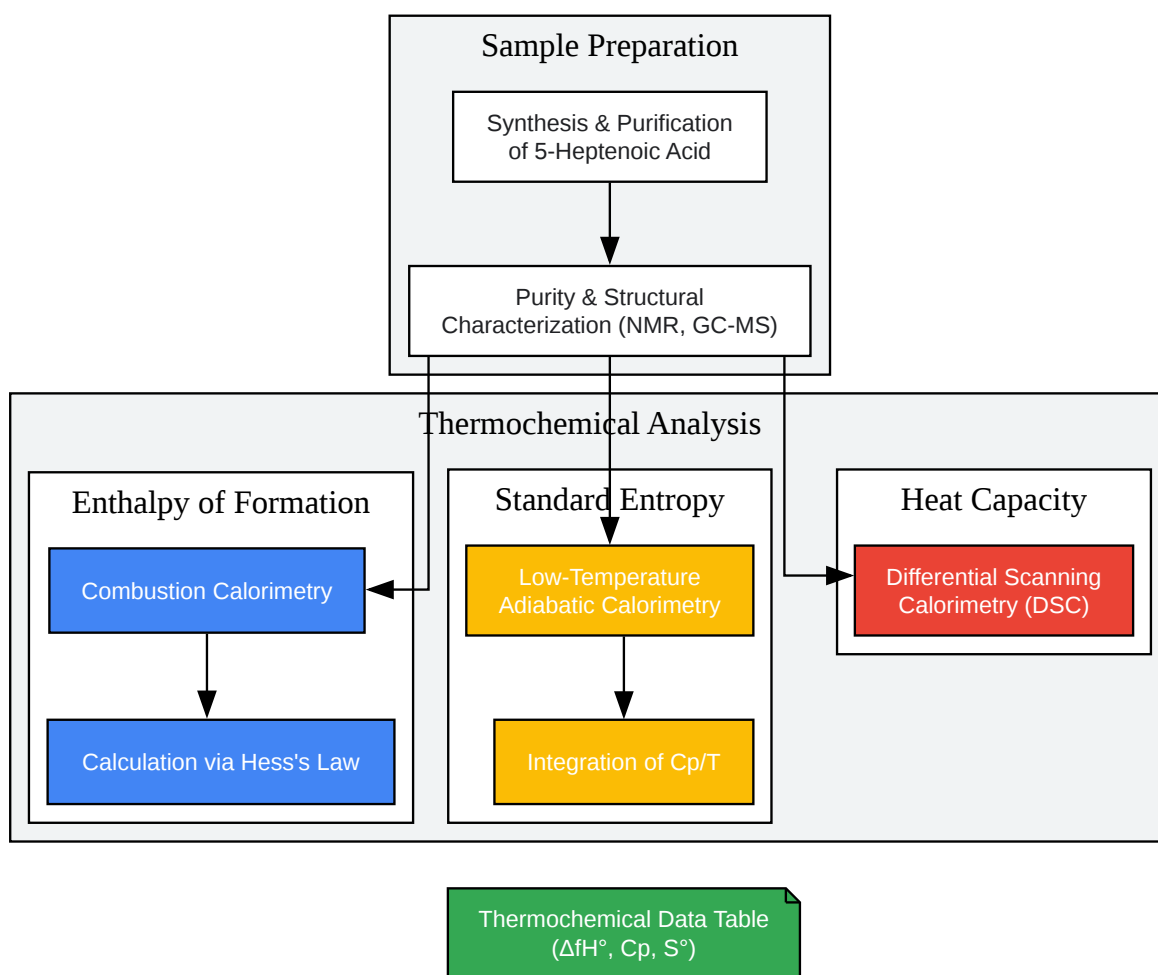 Sample Preparation
Synthesis & Purification
of 5-Heptenoic Acid
Purity & Structural
Characterization (NMR, GC-MS)
Thermochemical Analysis
Enthalpy of Formation
Combustion Calorimetry
Calculation via Hess's Law
Standard Entropy
Low-Temperature
Adiabatic Calorimetry
Integration of Cp/T
Heat Capacity
Differential Scanning
Calorimetry (DSC)
Thermochemical Data Table
(ΔfH°, Cp, S°)